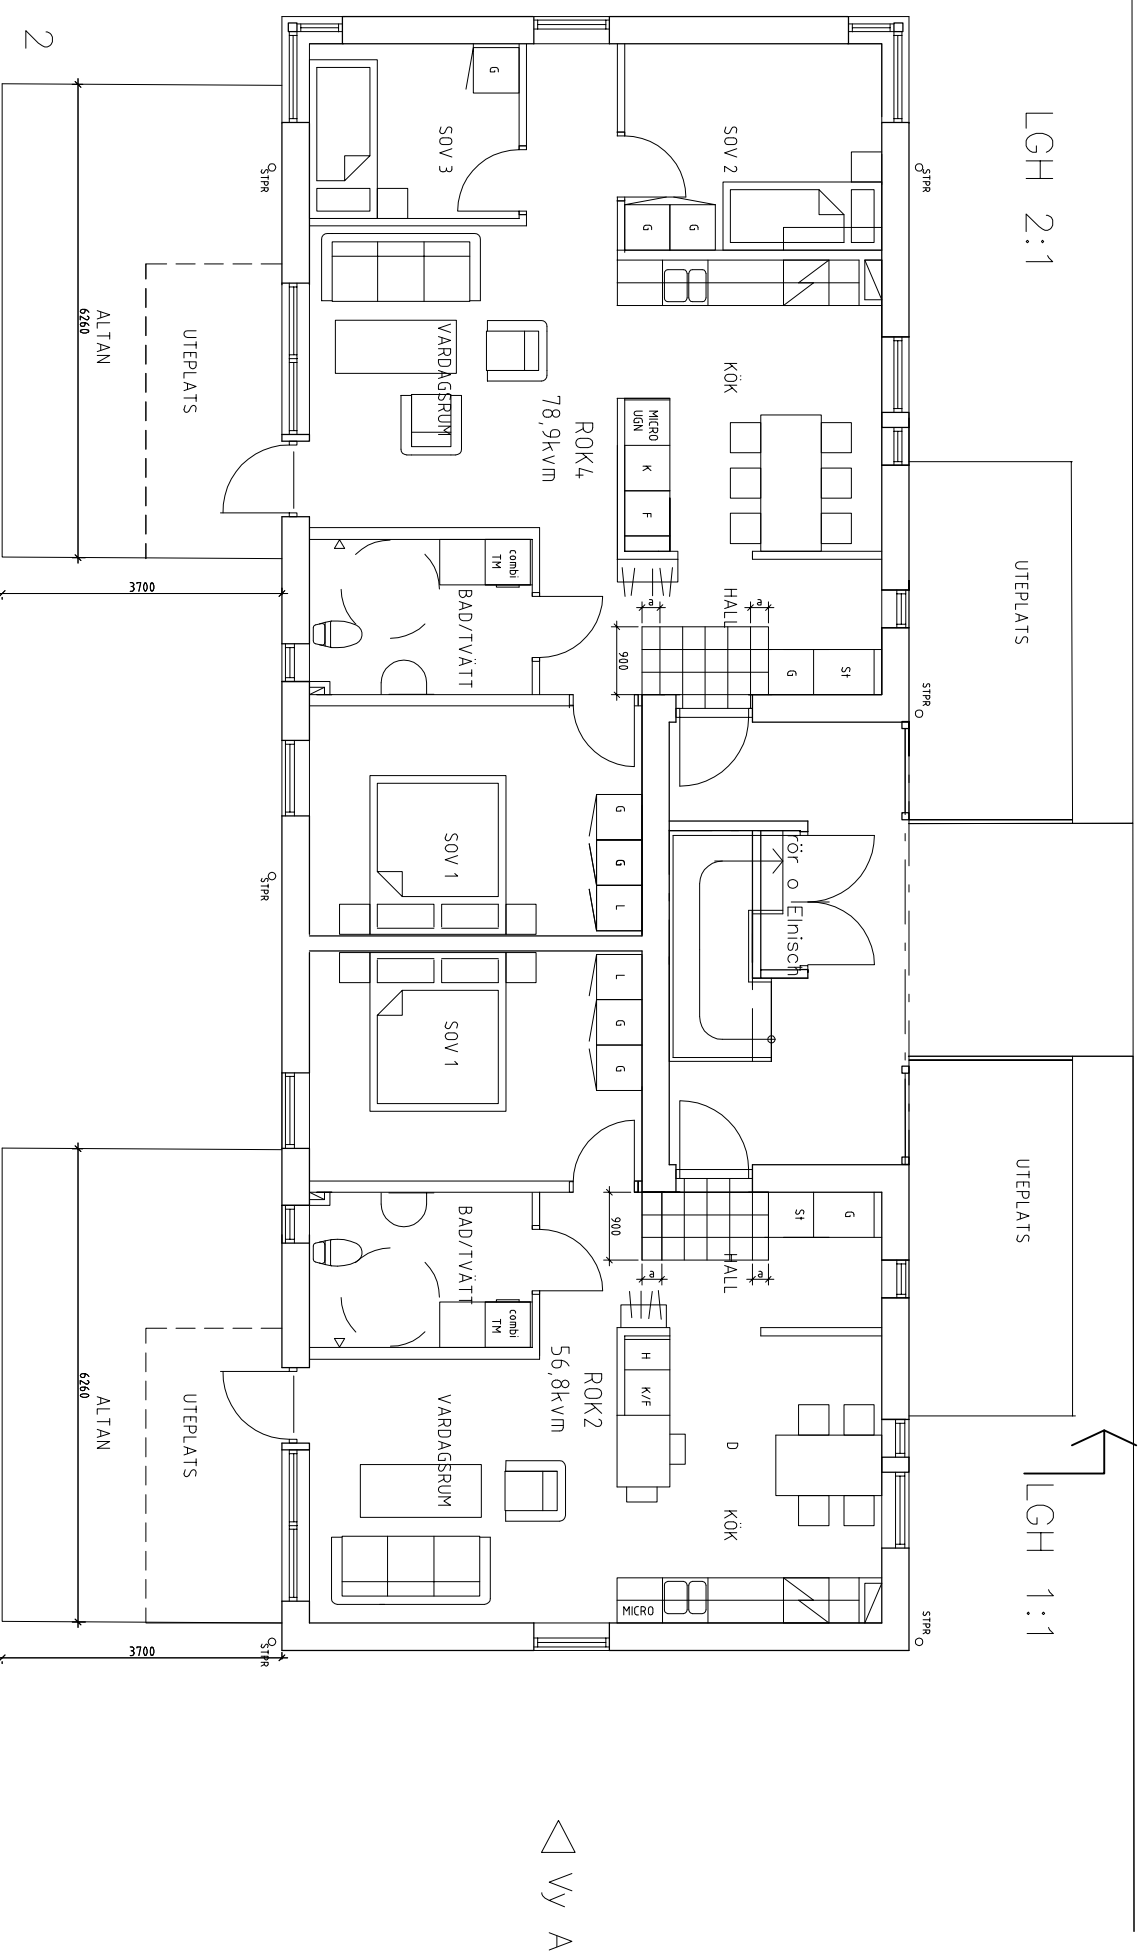 LGH 2:1
LGH 1:1
2
STPR
STPR
STPR
STPR
STPR
STPR
UTEPLATS
UTEPLATS
SOV 2
SOV 3
G
G
G
KÖK
VARDAGSRUM
ROK4
78,9kvm
MICRO
UGN
K
F
HALL
a
a
900
G
St
BAD/TVÄTT
combi
TM
SOV 1
G
G
L
rör o Elnisch
SOV 1
L
G
G
BAD/TVÄTT
combi
TM
HALL
a
a
900
St
G
ROK2
56,8kvm
H
K/F
D
KÖK
VARDAGSRUM
MICRO
UTEPLATS
ALTAN
6260
3700
UTEPLATS
ALTAN
6260
3700
Vy A